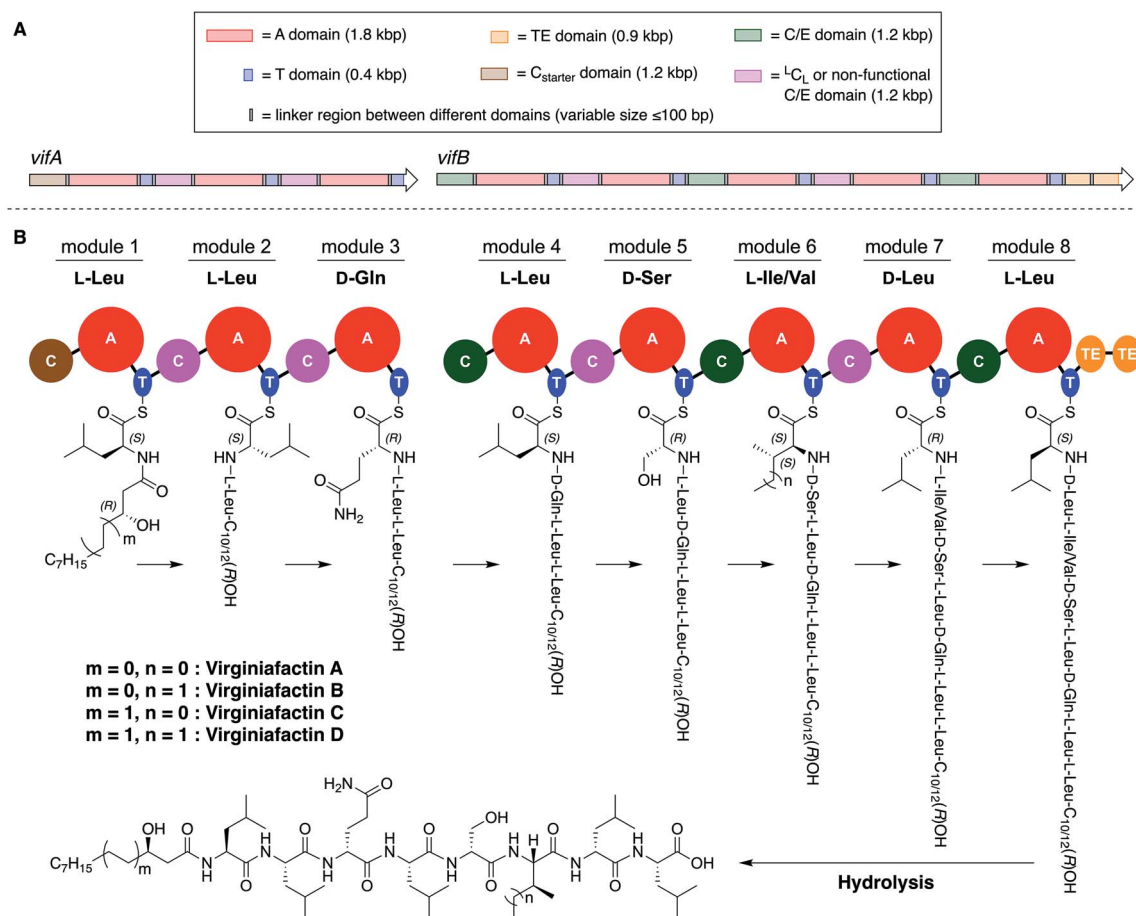 A
= A domain (1.8 kbp)
= TE domain (0.9 kbp)
= C/E domain (1.2 kbp)
= T domain (0.4 kbp)
= Cstarter domain (1.2 kbp)
= LCL or non-functional
C/E domain (1.2 kbp)
= linker region between different domains (variable size ≤100 bp)
vifA
vifB
B
module 1
module 2
module 3
module 4
module 5
module 6
module 7
module 8
L-Leu
L-Leu
D-Gln
L-Leu
D-Ser
L-Ile/Val
D-Leu
L-Leu
C A T C A T C A T
C A T C A T C A T C A T C A T TE TE
O S (S) NH O (R) OH m C7H15
O S (S) HN
L-Leu-C10/12(R)OH
O S (R) NH O NH2
L-Leu-L-Leu-C10/12(R)OH
O S (S) NH
D-Gln-L-Leu-L-Leu-C10/12(R)OH
O S (R) NH OH
L-Leu-D-Gln-L-Leu-L-Leu-C10/12(R)OH
O S (S) (S) NH n
D-Ser-L-Leu-D-Gln-L-Leu-L-Leu-C10/12(R)OH
O S (R) NH
L-Ile/Val-D-Ser-L-Leu-D-Gln-L-Leu-L-Leu-C10/12(R)OH
O S (S) NH
D-Leu-L-Ile/Val-D-Ser-L-Leu-D-Gln-L-Leu-L-Leu-C10/12(R)OH
m = 0, n = 0 : Virginiafactin A
m = 0, n = 1 : Virginiafactin B
m = 1, n = 0 : Virginiafactin C
m = 1, n = 1 : Virginiafactin D
H2N O
OH O O O OH H O O
C7H15 m N H H N O N H H N O N H H N O N H H N O OH
n
Hydrolysis